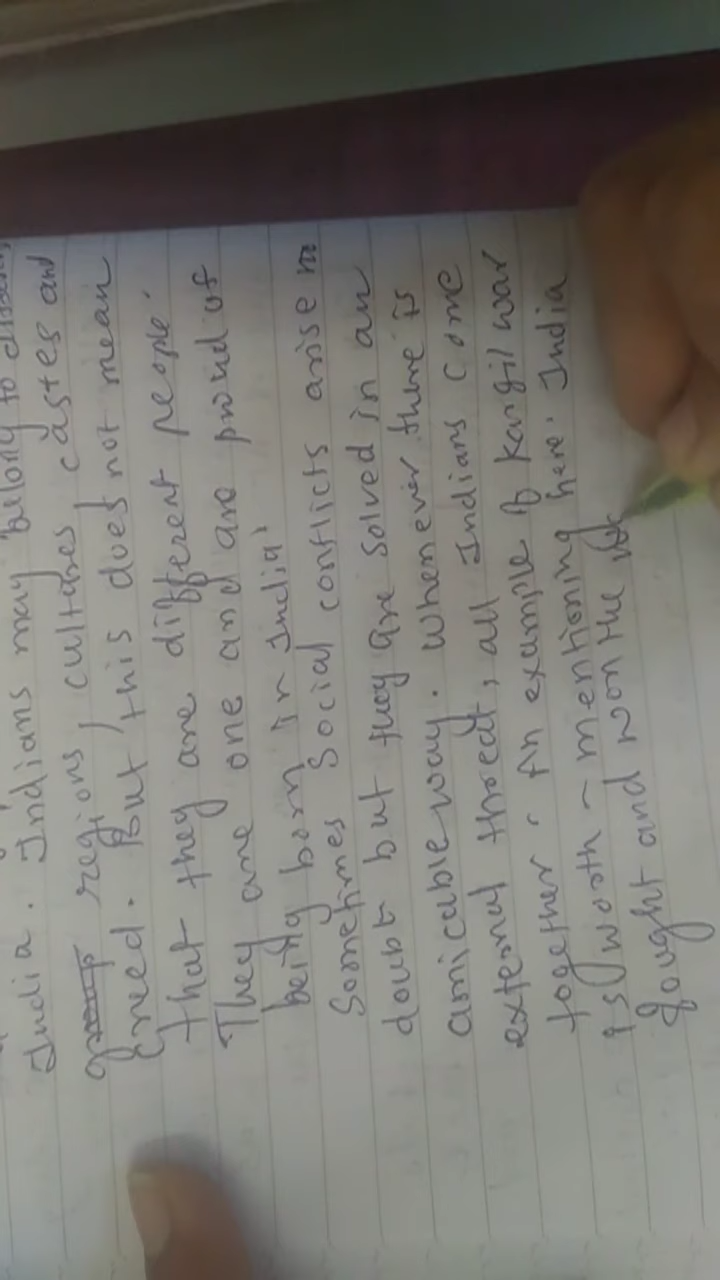 India. Indians may belong to
regions, cultures castes and
Creed. But this does not mean
that they are different people.
They are one and are proud of
being born in India'
Sometimes Social conflicts arise no
doubt but they are solved in an
amicable way. Whenever there is
external threat, all Indians come
together. An example of Kargil war
is worth - mentioning here. India
fought and won the